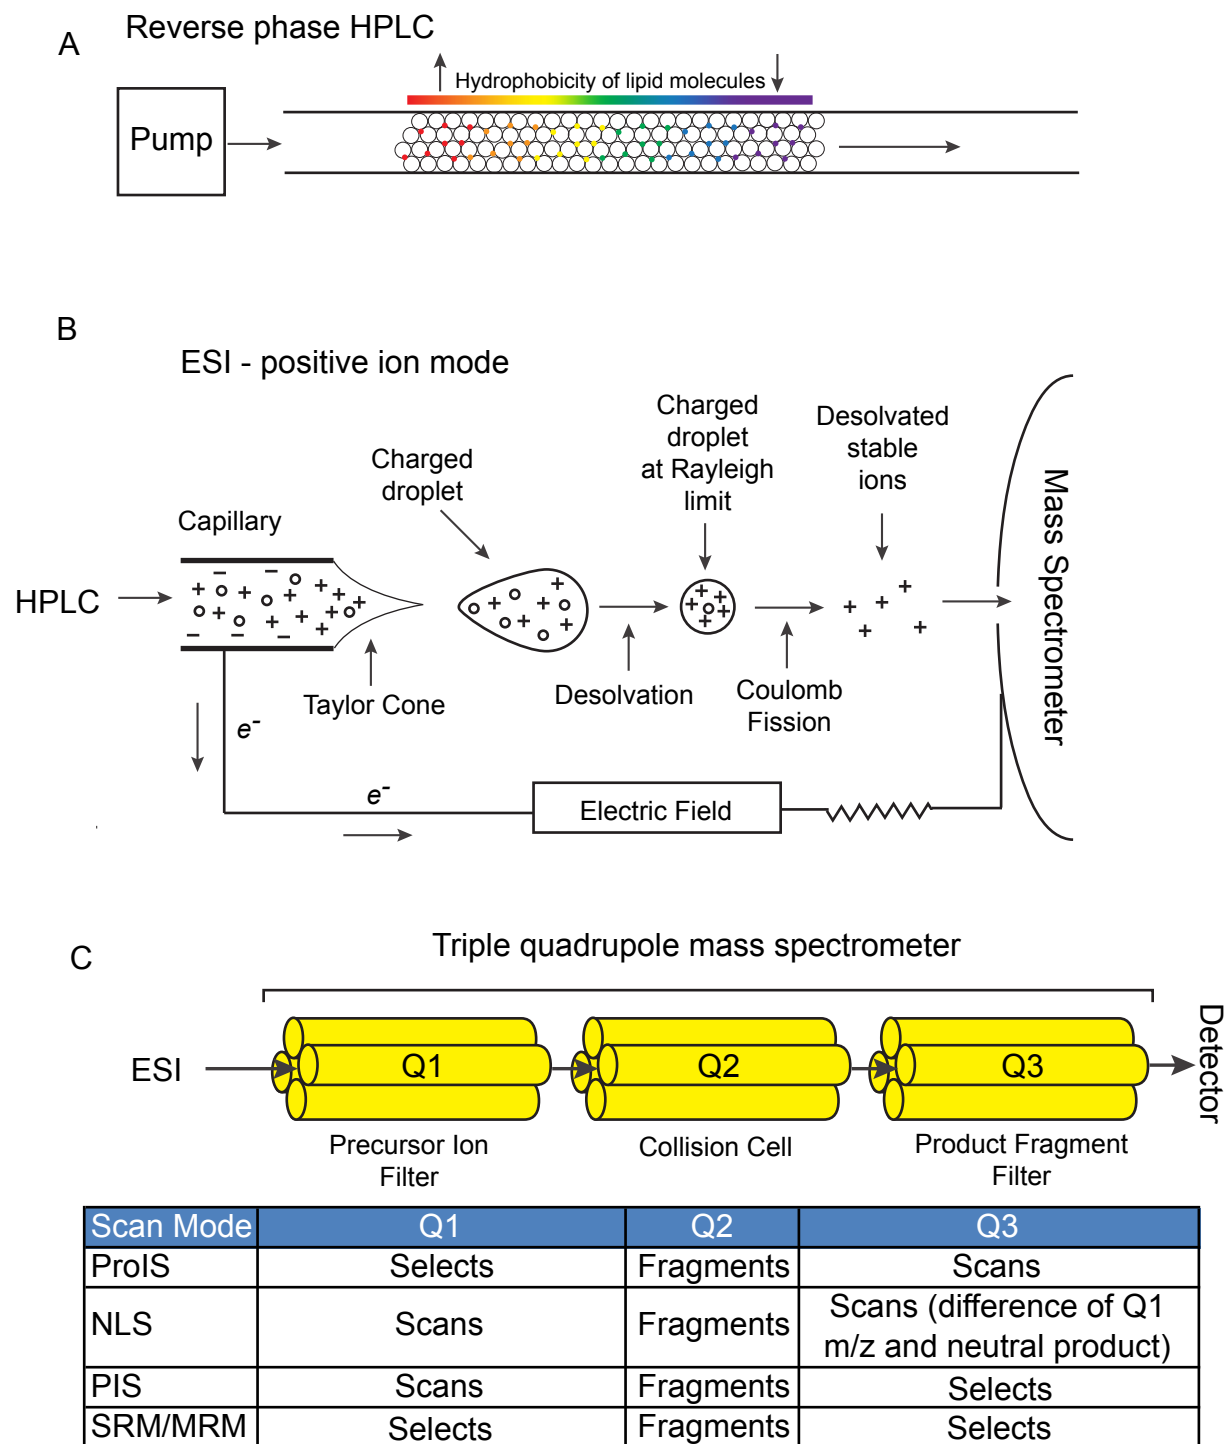 A
Reverse phase HPLC
Hydrophobicity of lipid molecules
Pump
B
ESI - positive ion mode
Charged
droplet
at Rayleigh
limit
Desolvated
stable
ions
Charged
droplet
Capillary
HPLC
Mass Spectrometer
Taylor Cone
Desolvation
Coulomb
Fission
e-
e-
Electric Field
C
Triple quadrupole mass spectrometer
ESI
Q1
Q2
Q3
Detector
Precursor Ion
Filter
Collision Cell
Product Fragment
Filter
Scan Mode Q1 Q2 Q3
ProIS Selects Fragments Scans
NLS Scans Fragments Scans (difference of Q1
m/z and neutral product)
PIS Scans Fragments Selects
SRM/MRM Selects Fragments Selects